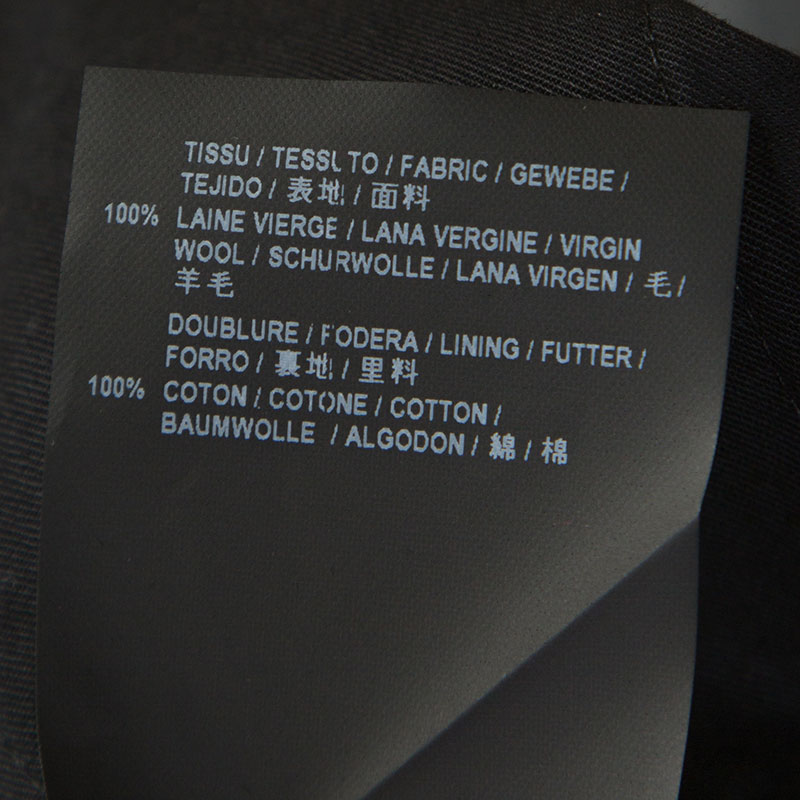 TISSU / TESSUTO / FABRIC / GEWEBE /
TEJIDO / 表地 / 面料
100% LAINE VIERGE / LANA VERGINE / VIRGIN
WOOL / SCHURWOLLE / LANA VIRGEN / 毛 /
羊毛
DOUBLURE / FODERA / LINING / FUTTER /
FORRO / 裏地 / 里料
100% COTON / COTONE / COTTON /
BAUMWOLLE / ALGODON / 綿 / 棉